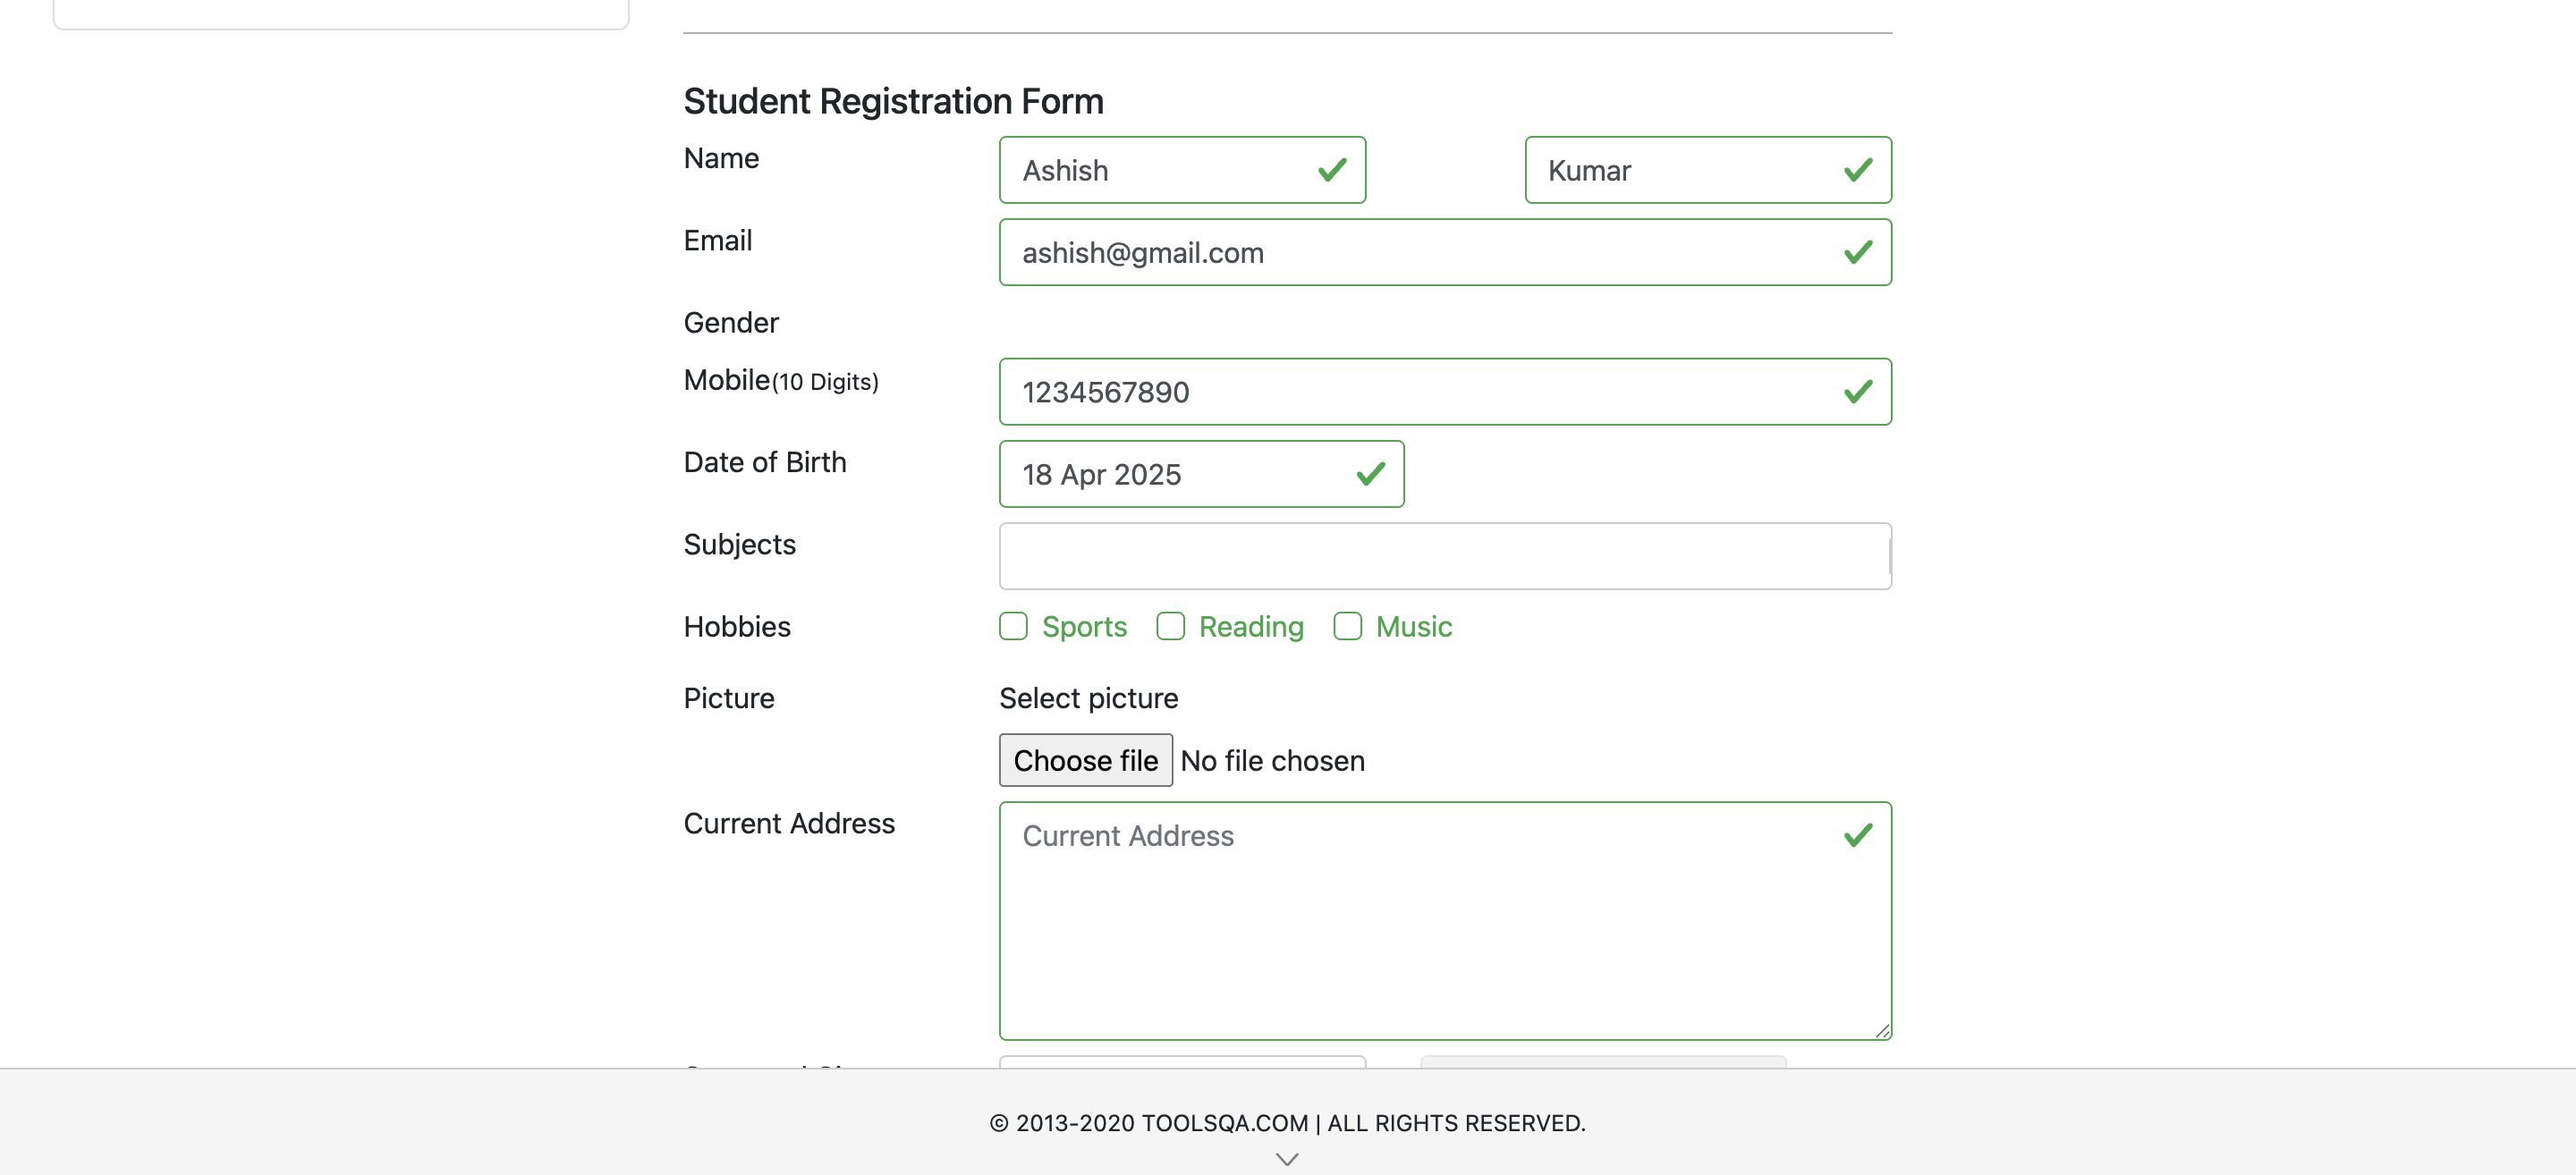 Student Registration Form
Name Ashish Kumar
Email ashish@gmail.com
Gender
Mobile(10 Digits) 1234567890
Date of Birth 18 Apr 2025
Subjects
Hobbies Sports Reading Music
Picture Select picture
Choose file No file chosen
Current Address Current Address
© 2013-2020 TOOLSQA.COM | ALL RIGHTS RESERVED.